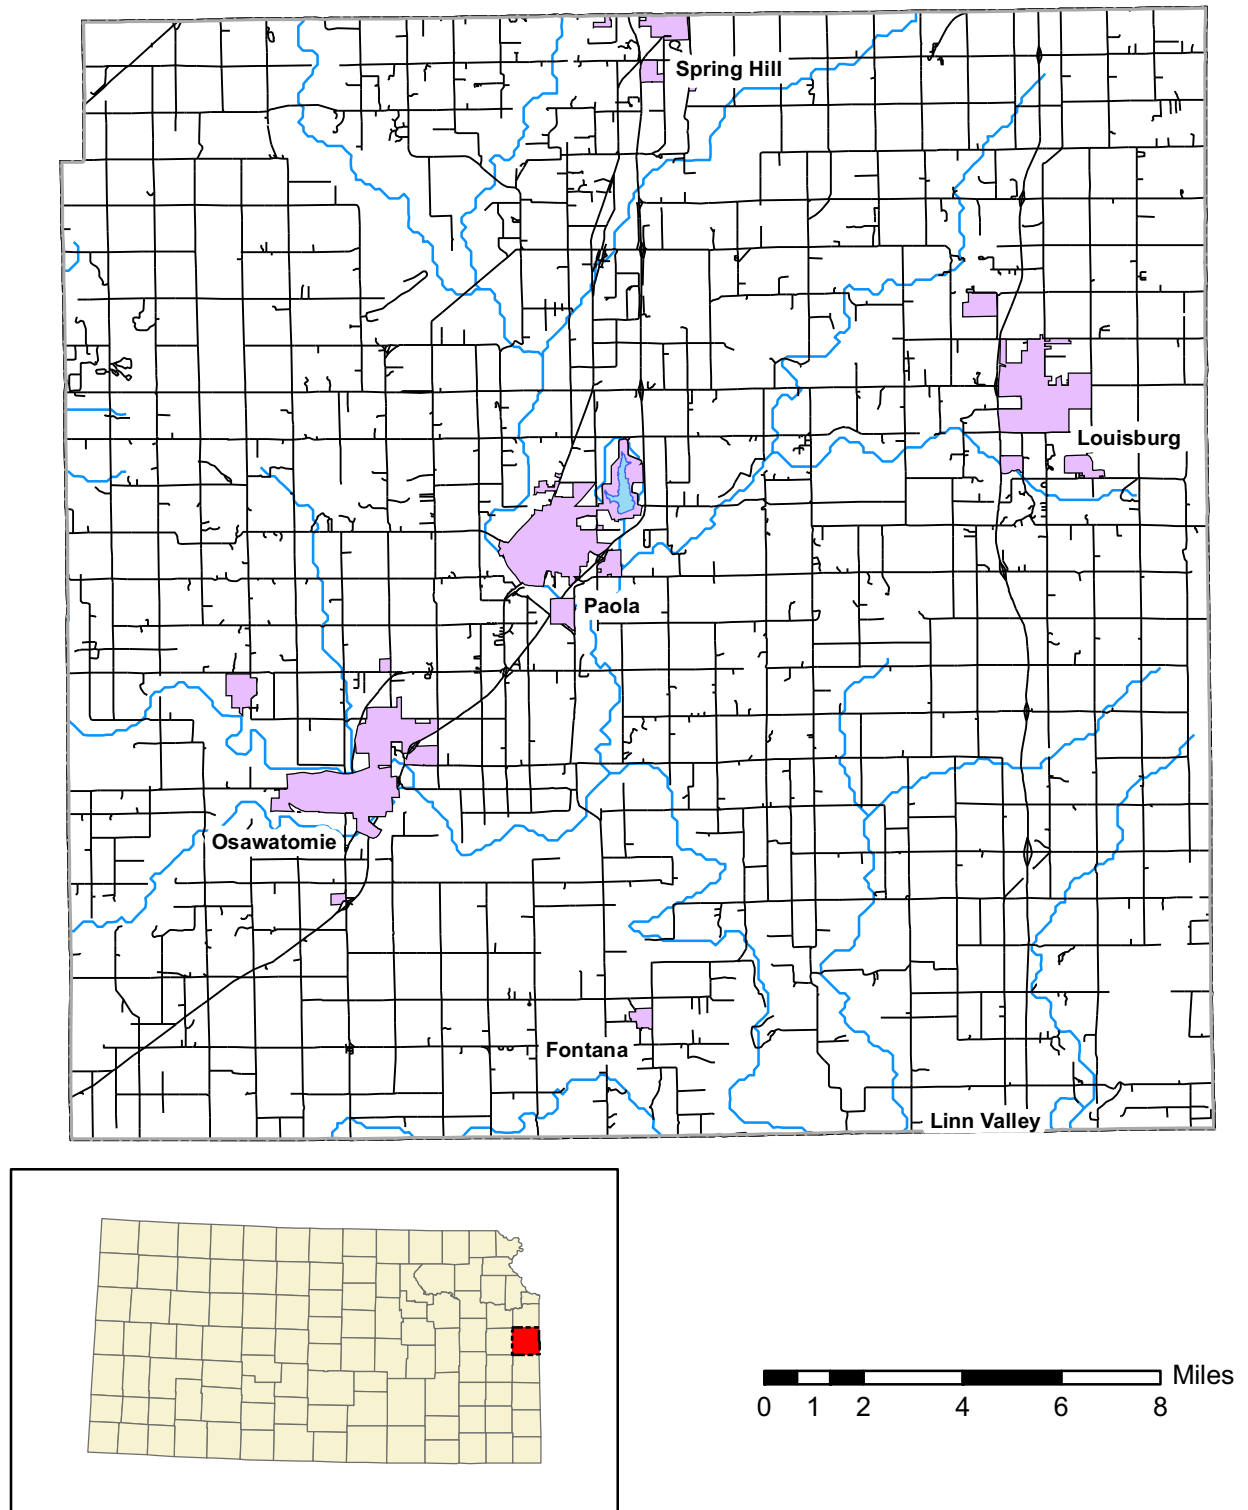 Spring Hill
Louisburg
Paola
Osawatomie
Fontana
Linn Valley
Miles
0 1 2 4 6 8